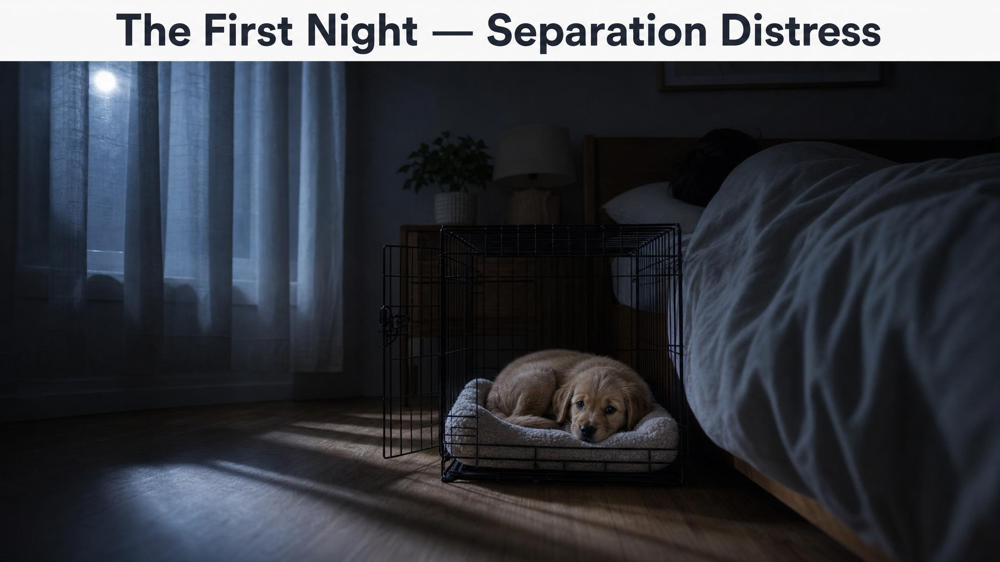 The First Night — Separation Distress